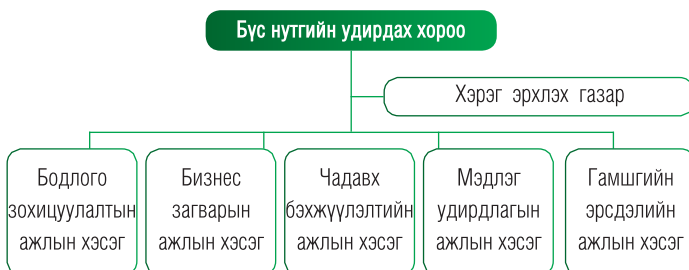 Бүс нутгийн удирдах хороо
Хэрэг эрхлэх газар
Бодлого
зохицуулалтын
ажлын хэсэг
Бизнес
загварын
ажлын хэсэг
Чадавх
бэхжүүлэлтийн
ажлын хэсэг
Мэдлэг
удирдлагын
ажлын хэсэг
Гамшгийн
эрсдэлийн
ажлын хэсэг